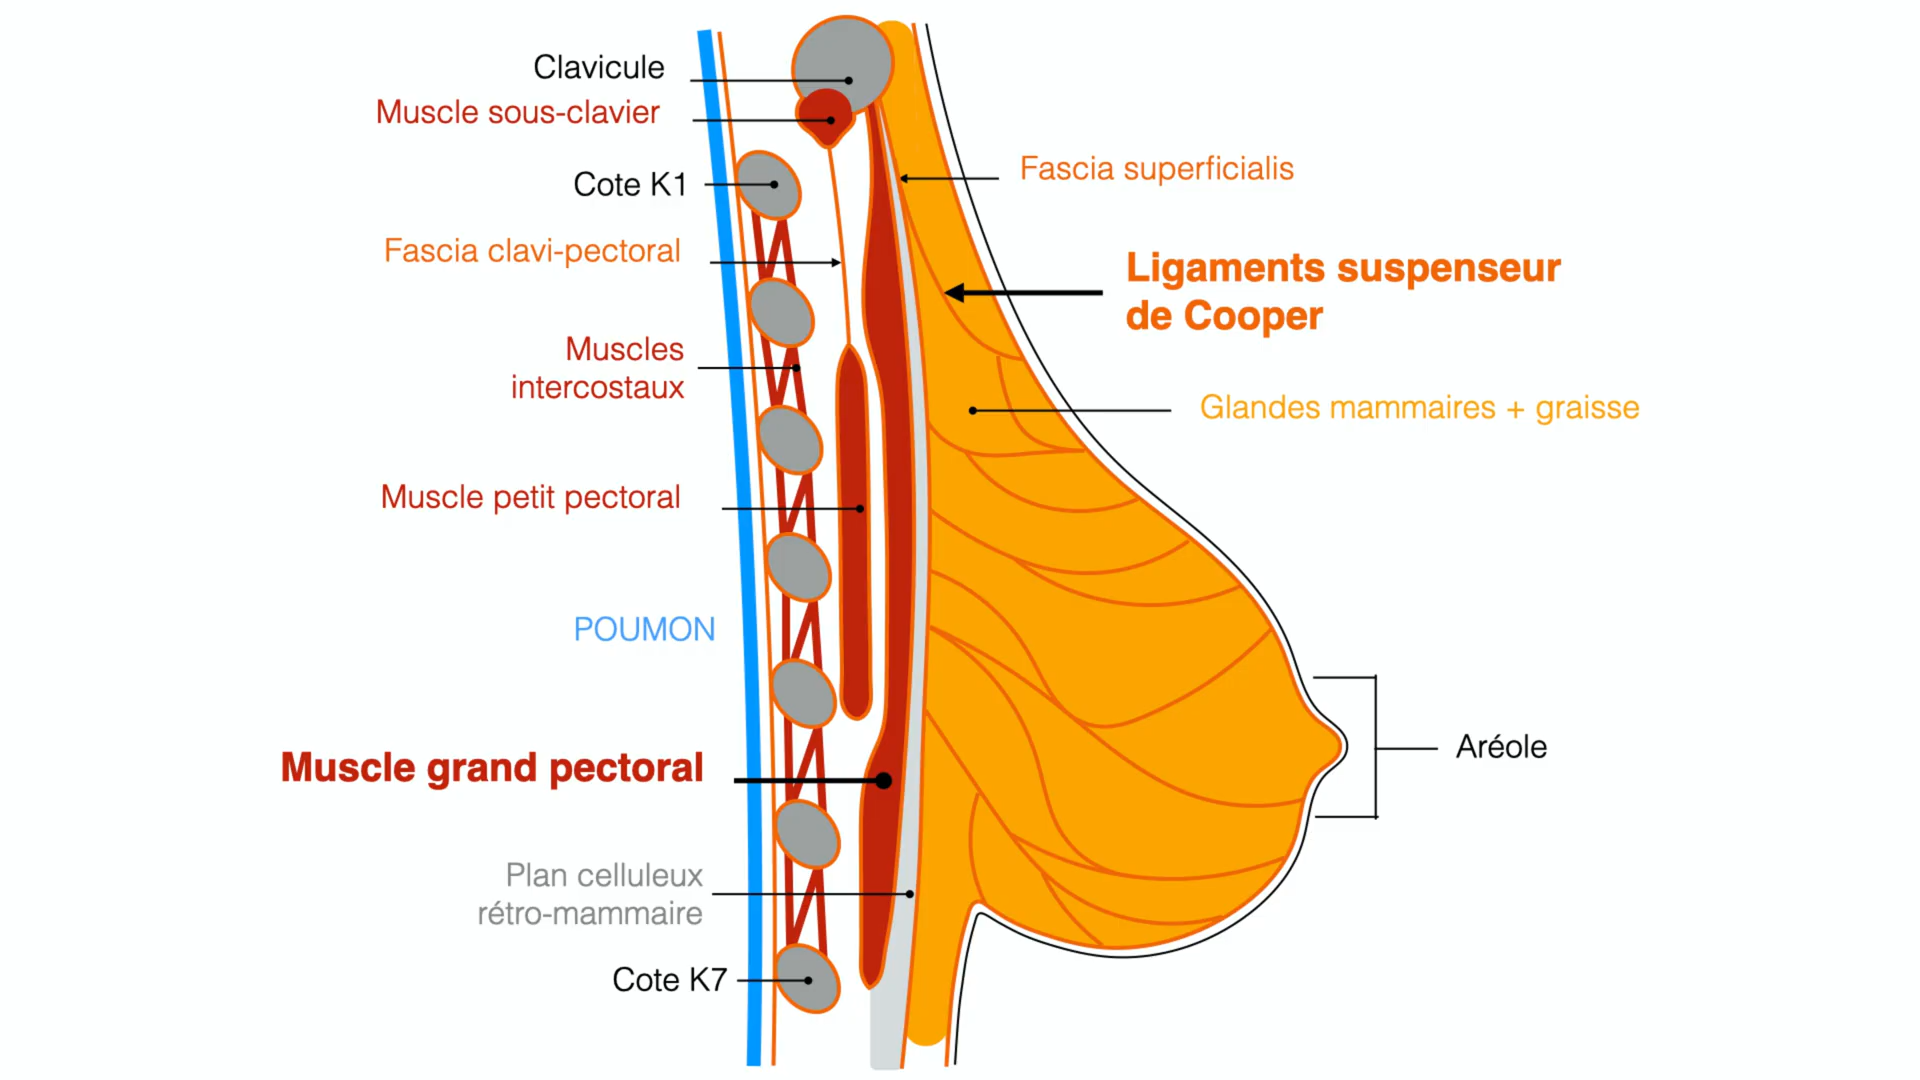 Clavicule
Muscle sous-clavier
Cote K1
Fascia clavi-pectoral
Muscles
intercostaux
Muscle petit pectoral
POUMON
Muscle grand pectoral
Plan celluleux
rétro-mammaire
Cote K7
Fascia superficialis
Ligaments suspenseur
de Cooper
Glandes mammaires + graisse
Aréole